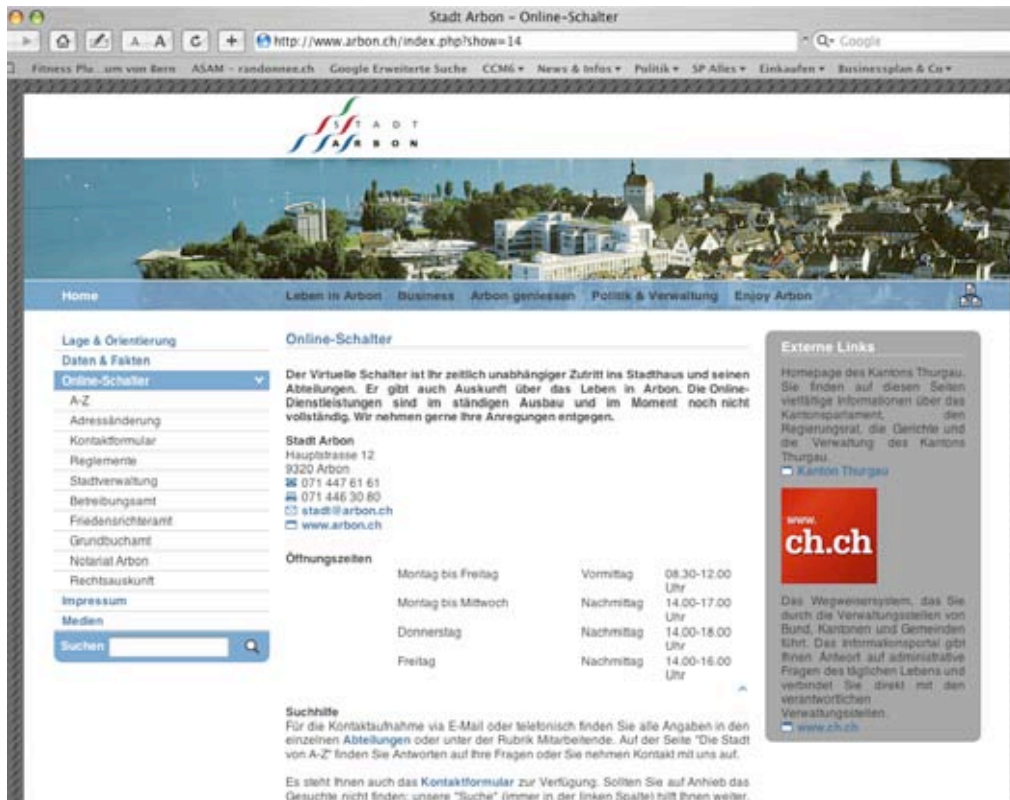 Stadt Arbon – Online-Schalter
A A C +
http://www.arbon.ch/index.php?show=14
Q- Google
Fitness Plu...um von Bern ASAM - randonnee.ch Google Erweiterte Suche CCM6 News & Infos Politik SP Alles Einkaufen Businessplan & Co
STADT
ARBON
Home
Leben in Arbon Business Arbon geniessen Politik & Verwaltung Enjoy Arbon
Lage & Orientierung
Daten & Fakten
Online-Schalter
A-Z
Adressänderung
Kontaktformular
Reglemente
Stadtverwaltung
Betreibungsamt
Friedensrichteramt
Grundbuchamt
Notariat Arbon
Rechtsauskunft
Impressum
Medien
Suchen
Online-Schalter
Der Virtuelle Schalter ist Ihr zeitlich unabhängiger Zutritt ins Stadthaus und seinen
Abteilungen. Er gibt auch Auskunft über das Leben in Arbon. Die Online-
Dienstleistungen sind im ständigen Ausbau und im Moment noch nicht
vollständig. Wir nehmen gerne Ihre Anregungen entgegen.
Stadt Arbon
Hauptstrasse 12
9320 Arbon
071 447 61 61
071 446 30 80
stadt@arbon.ch
www.arbon.ch
Öffnungszeiten
Montag bis Freitag Vormittag 08.30-12.00
Uhr
Montag bis Mittwoch Nachmittag 14.00-17.00
Uhr
Donnerstag Nachmittag 14.00-18.00
Uhr
Freitag Nachmittag 14.00-16.00
Uhr
Suchhilfe
Für die Kontaktaufnahme via E-Mail oder telefonisch finden Sie alle Angaben in den
einzelnen Abteilungen oder unter der Rubrik Mitarbeitende. Auf der Seite "Die Stadt
von A-Z" finden Sie Antworten auf Ihre Fragen oder Sie nehmen Kontakt mit uns auf.
Es steht Ihnen auch das Kontaktformular zur Verfügung. Sollten Sie auf Anhieb das
Gesuchte nicht finden: unsere "Suche" (immer in der linken Spalte) hilft Ihnen weiter.
Externe Links
Homepage des Kantons Thurgau.
Sie finden auf diesen Seiten
vielfältige Informationen über das
Kantonsparlament, den
Regierungsrat, die Gerichte und
die Verwaltung des Kantons
Thurgau.
Kanton Thurgau
www.
ch.ch
Das Wegweisersystem, das Sie
durch die Verwaltungsstellen von
Bund, Kantonen und Gemeinden
führt. Das Informationsportal gibt
Ihnen Antwort auf administrative
Fragen des täglichen Lebens und
verbindet Sie direkt mit den
verantwortlichen
Verwaltungsstellen.
www.ch.ch